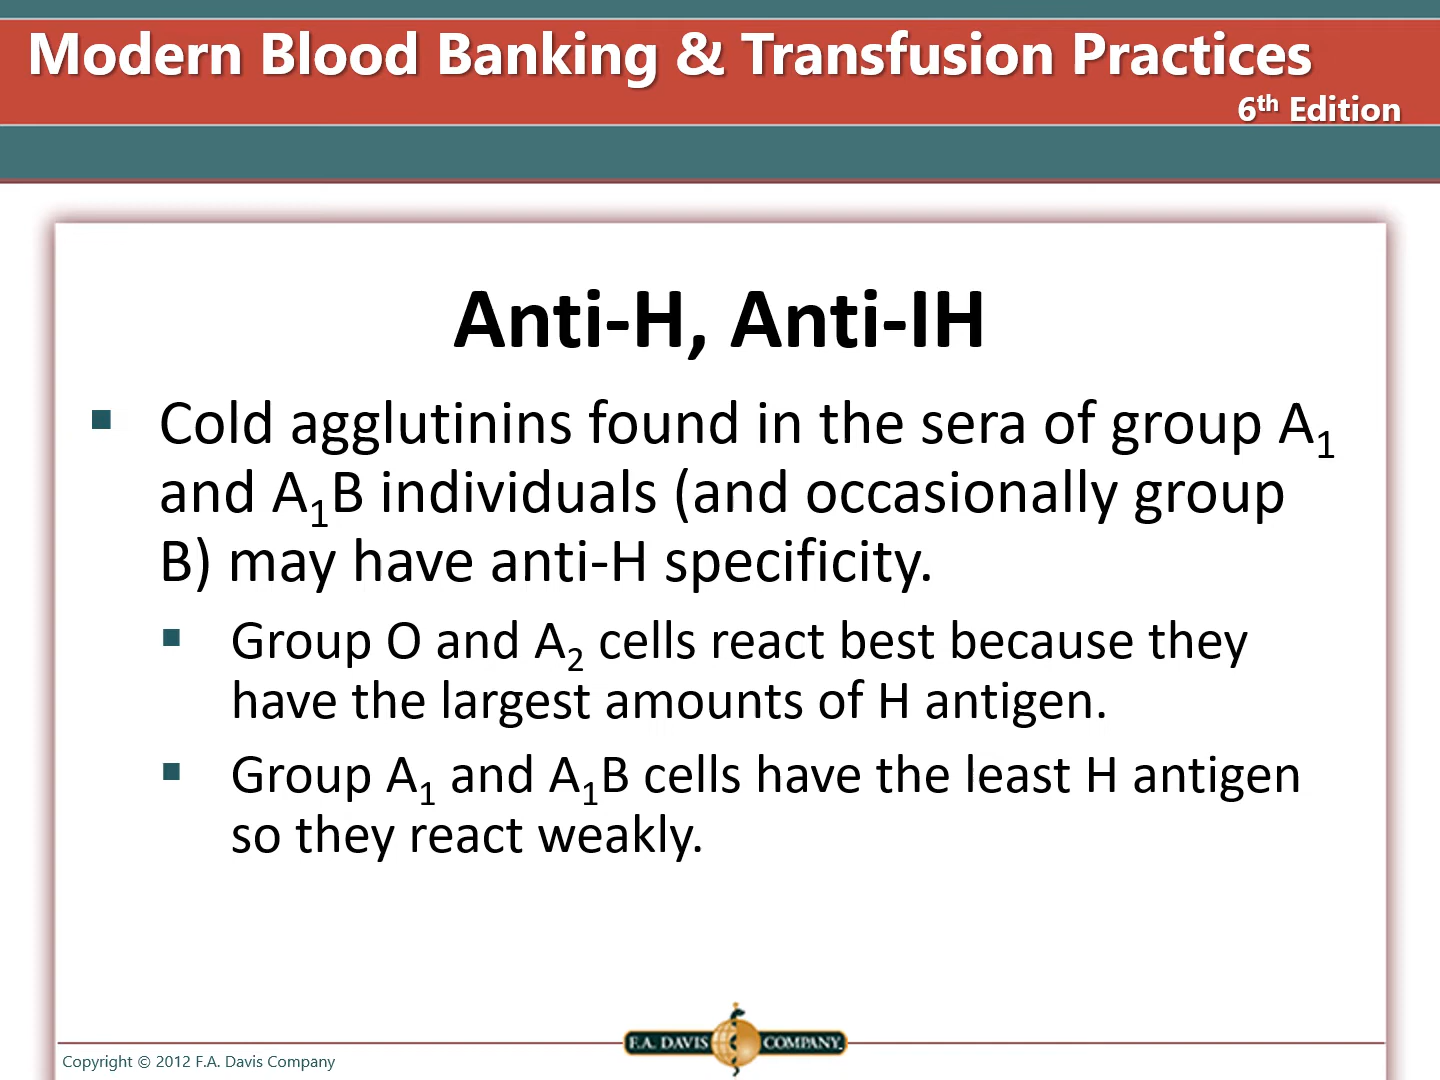 Modern Blood Banking & Transfusion Practices
6th Edition
Anti-H, Anti-IH
▪ Cold agglutinins found in the sera of group A₁
and A₁B individuals (and occasionally group
B) may have anti-H specificity.
▪ Group O and A₂ cells react best because they
have the largest amounts of H antigen.
▪ Group A₁ and A₁B cells have the least H antigen
so they react weakly.
F.A. DAVIS COMPANY.
Copyright © 2012 F.A. Davis Company